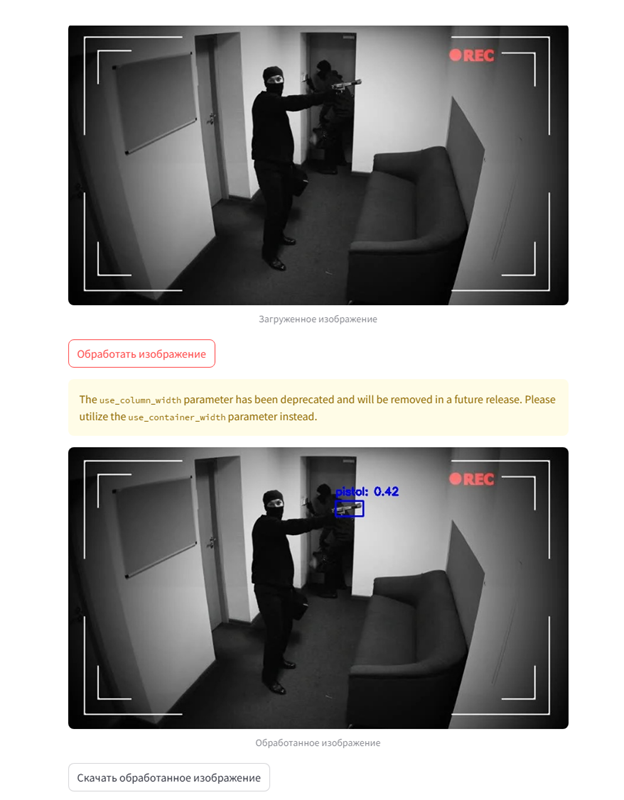 REC
Загруженное изображение
Обработать изображение
The use_column_width parameter has been deprecated and will be removed in a future release. Please
utilize the use_container_width parameter instead.
pistol: 0.42
REC
Обработанное изображение
Скачать обработанное изображение